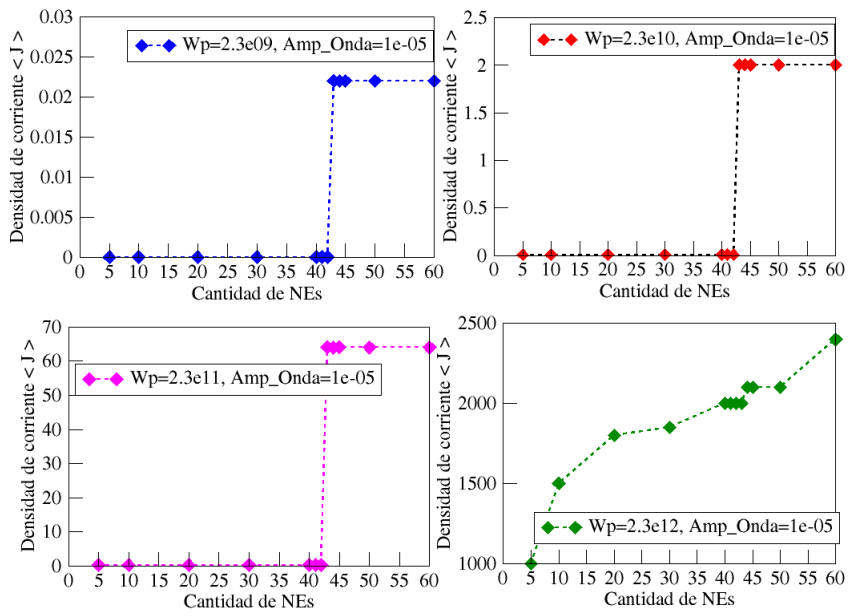 Densidad de corriente < J >
0.03
0.025
0.02
0.015
0.01
0.005
0
Wp=2.3e09, Amp_Onda=1e-05
0 5 10 15 20 25 30 35 40 45 50 55 60
Cantidad de NEs
Densidad de corriente < J >
2.5
2
1.5
1
0.5
0
Wp=2.3e10, Amp_Onda=1e-05
0 5 10 15 20 25 30 35 40 45 50 55 60
Cantidad de NEs
Densidad de corriente < J >
70
60
50
40
30
20
10
0
Wp=2.3e11, Amp_Onda=1e-05
0 5 10 15 20 25 30 35 40 45 50 55 60
Cantidad de NEs
Densidad de corriente < J >
2500
2000
1500
1000
Wp=2.3e12, Amp_Onda=1e-05
0 5 10 15 20 25 30 35 40 45 50 55 60
Cantidad de NEs